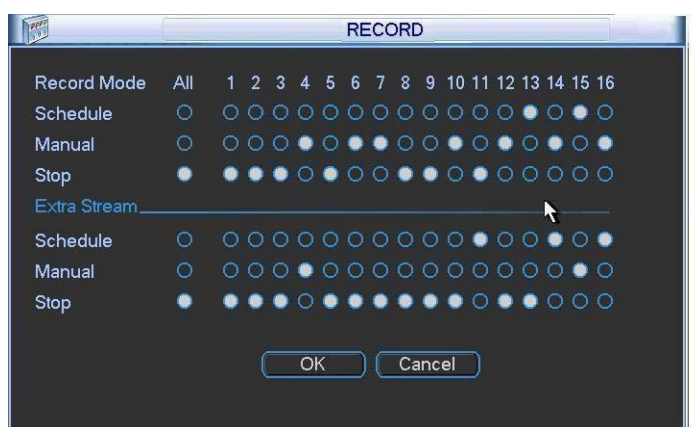 RECORD
Record Mode All 1 2 3 4 5 6 7 8 9 10 11 12 13 14 15 16
Schedule
Manual
Stop
Extra Stream
Schedule
Manual
Stop
OK Cancel